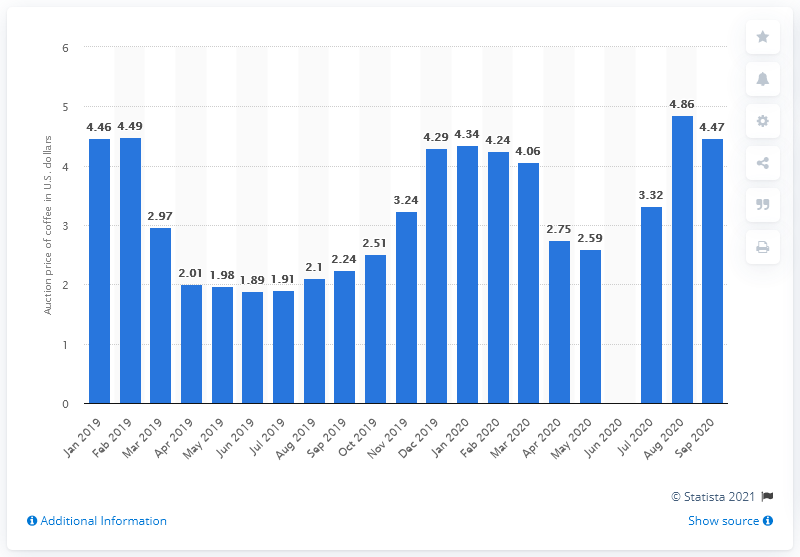 6
5
4
3
2
1
0
Auction price of coffee in U.S. dollars
4.46 4.49 2.97 2.01 1.98 1.89 1.91 2.1 2.24 2.51 3.24 4.29 4.34 4.24 4.06 2.75 2.59 3.32 4.86 4.47
Jan 2019 Feb 2019 Mar 2019 Apr 2019 May 2019 Jun 2019 Jul 2019 Aug 2019 Sep 2019 Oct 2019 Nov 2019 Dec 2019 Jan 2020 Feb 2020 Mar 2020 Apr 2020 May 2020 Jun 2020 Jul 2020 Aug 2020 Sep 2020
© Statista 2021
Additional Information Show source